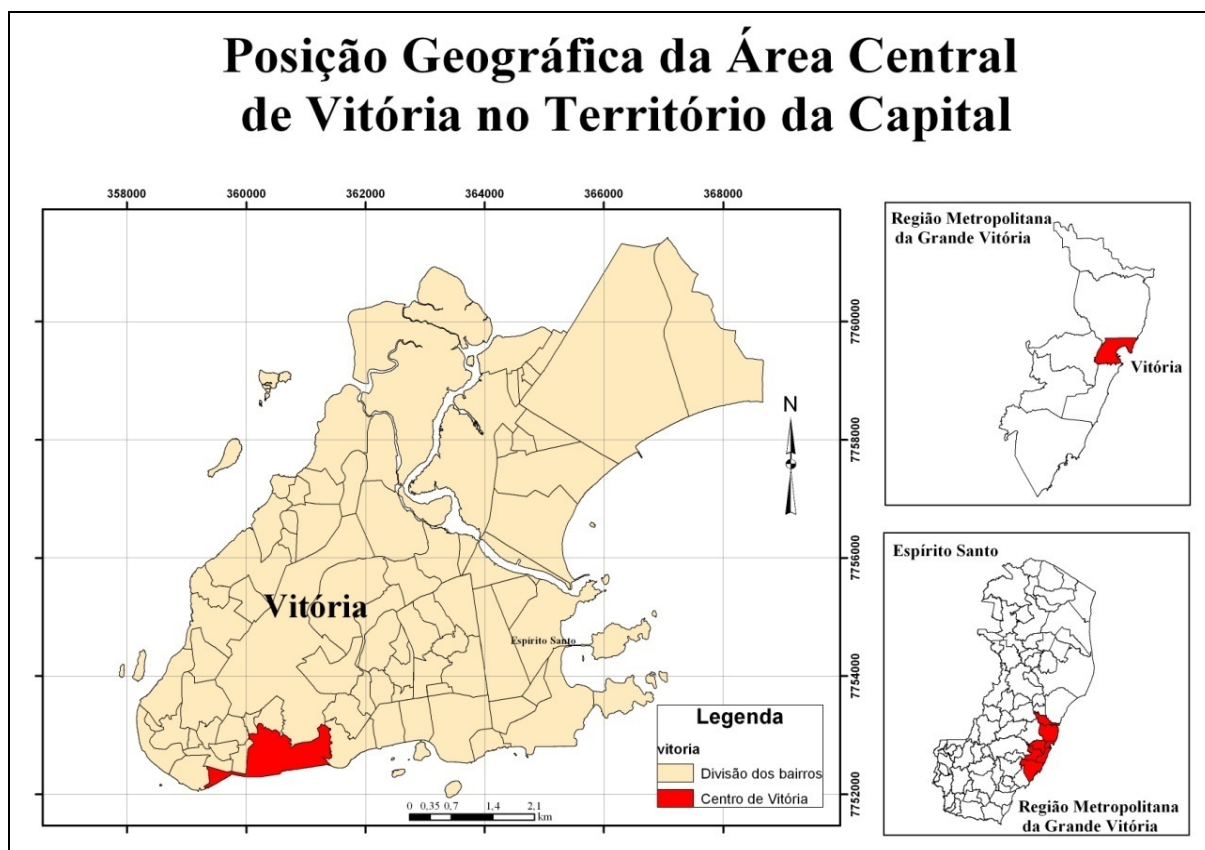 Posição Geográfica da Área Central
de Vitória no Território da Capital
358000
360000
362000
364000
366000
368000
7760000
7758000
7756000
7754000
7752000
N
Vitória
Espírito Santo
Legenda
vitoria
Divisão dos bairros
Centro de Vitória
0 0,35 0,7 1,4 2,1
km
Região Metropolitana
da Grande Vitória
Vitória
Espírito Santo
Região Metropolitana
da Grande Vitória